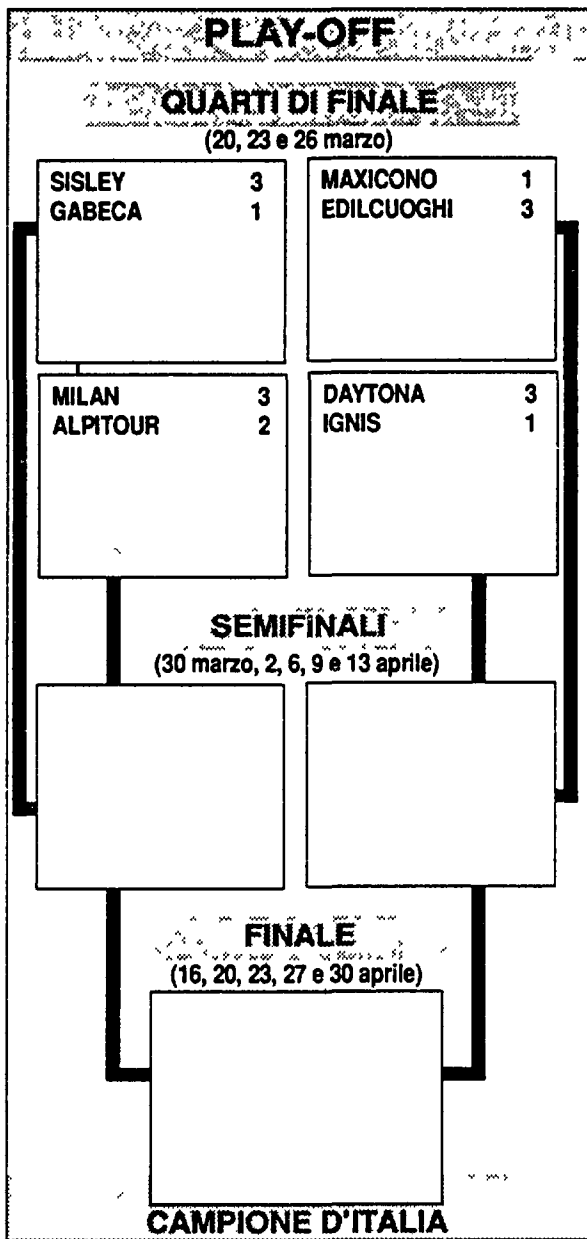 PLAY-OFF
QUARTI DI FINALE
(20, 23 e 26 marzo)
SISLEY 3
GABECA 1
MAXICONO 1
EDILCUOGHI 3
MILAN 3
ALPITOUR 2
DAYTONA 3
IGNIS 1
SEMIFINALI
(30 marzo, 2, 6, 9 e 13 aprile)
FINALE
(16, 20, 23, 27 e 30 aprile)
CAMPIONE D'ITALIA